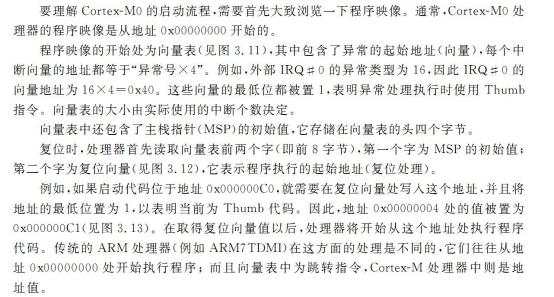 要理解 Cortex-M0 的启动流程,需要首先大致浏览一下程序映像。通常,Cortex-M0 处
理器的程序映像是从地址 0x00000000 开始的。
程序映像的开始处为向量表(见图 3.11),其中包含了异常的起始地址(向量),每个中
断向量的地址都等于“异常号×4”。例如,外部 IRQ♯0 的异常类型为 16,因此 IRQ♯0 的
向量地址为 16×4=0x40。这些向量的最低位都被置 1,表明异常处理执行时使用 Thumb
指令。向量表的大小由实际使用的中断个数决定。
向量表中还包含了主栈指针(MSP)的初始值,它存储在向量表的头四个字节。
复位时,处理器首先读取向量表前两个字(即前 8 字节),第一个字为 MSP 的初始值;
第二个字为复位向量(见图 3.12),它表示程序执行的起始地址(复位处理)。
例如,如果启动代码位于地址 0x000000C0,就需要在复位向量处写入这个地址,并且将
地址的最低位置为 1,以表明当前为 Thumb 代码。因此,地址 0x00000004 处的值被置为
0x000000C1(见图 3.13)。在取得复位向量值以后,处理器将开始从这个地址处执行程序
代码。传统的 ARM 处理器(例如 ARM7TDMI)在这方面的处理是不同的,它们往往从地
址 0x00000000 处开始执行程序;而且向量表中为跳转指令,Cortex-M 处理器中则是地
址值。